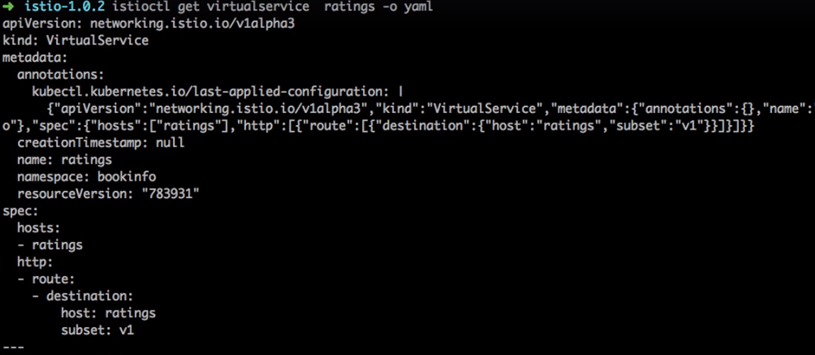 ➜ istio-1.0.2 istioctl get virtualservice  ratings -o yaml
apiVersion: networking.istio.io/v1alpha3
kind: VirtualService
metadata:
  annotations:
    kubectl.kubernetes.io/last-applied-configuration: |
      {"apiVersion":"networking.istio.io/v1alpha3","kind":"VirtualService","metadata":{"annotations":{},"name":
o"},"spec":{"hosts":["ratings"],"http":[{"route":[{"destination":{"host":"ratings","subset":"v1"}}]}]}}
  creationTimestamp: null
  name: ratings
  namespace: bookinfo
  resourceVersion: "783931"
spec:
  hosts:
  - ratings
  http:
  - route:
    - destination:
        host: ratings
        subset: v1
---